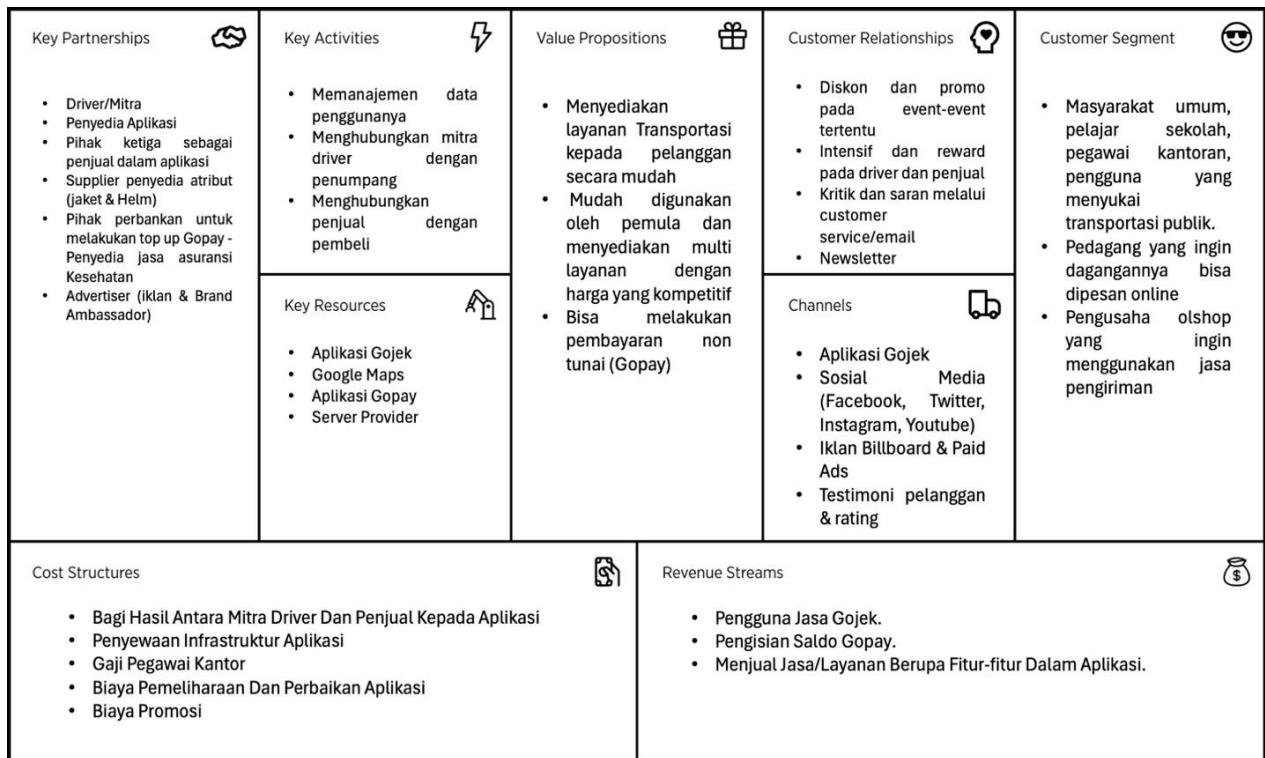 Key Partnerships
• Driver/Mitra
• Penyedia Aplikasi
• Pihak ketiga sebagai
penjual dalam aplikasi
• Supplier penyedia atribut
(jaket & Helm)
• Pihak perbankan untuk
melakukan top up Gopay -
Penyedia jasa asuransi
Kesehatan
• Advertiser (iklan & Brand
Ambassador)
Key Activities
• Memanajemen data
penggunanya
• Menghubungkan mitra
driver dengan
penumpang
• Menghubungkan
penjual dengan
pembeli
Key Resources
• Aplikasi Gojek
• Google Maps
• Aplikasi Gopay
• Server Provider
Value Propositions
• Menyediakan
layanan Transportasi
kepada pelanggan
secara mudah
• Mudah digunakan
oleh pemula dan
menyediakan multi
layanan dengan
harga yang kompetitif
• Bisa melakukan
pembayaran non
tunai (Gopay)
Customer Relationships
• Diskon dan promo
pada event-event
tertentu
• Intensif dan reward
pada driver dan penjual
• Kritik dan saran melalui
customer
service/email
• Newsletter
Channels
• Aplikasi Gojek
• Sosial Media
(Facebook, Twitter,
Instagram, Youtube)
• Iklan Billboard & Paid
Ads
• Testimoni pelanggan
& rating
Customer Segment
• Masyarakat umum,
pelajar sekolah,
pegawai kantoran,
pengguna yang
menyukai
transportasi publik.
• Pedagang yang ingin
dagangannya bisa
dipesan online
• Pengusaha olshop
yang ingin
menggunakan jasa
pengiriman
Cost Structures
• Bagi Hasil Antara Mitra Driver Dan Penjual Kepada Aplikasi
• Penyewaan Infrastruktur Aplikasi
• Gaji Pegawai Kantor
• Biaya Pemeliharaan Dan Perbaikan Aplikasi
• Biaya Promosi
Revenue Streams
$
• Pengguna Jasa Gojek.
• Pengisian Saldo Gopay.
• Menjual Jasa/Layanan Berupa Fitur-fitur Dalam Aplikasi.